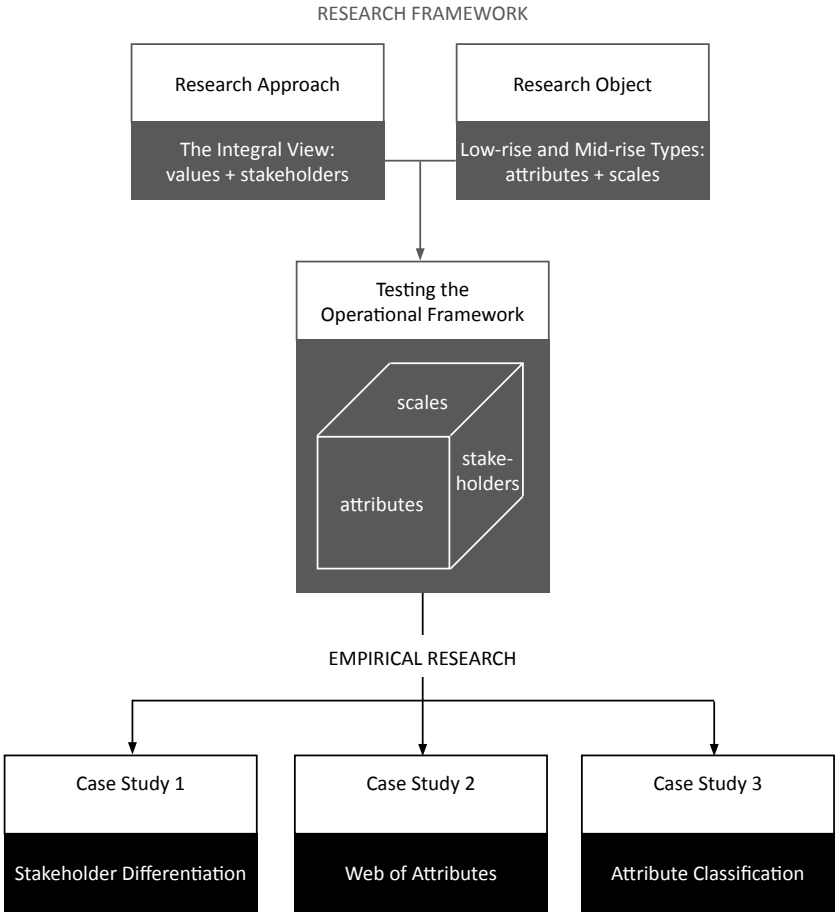 RESEARCH FRAMEWORK
Research Approach
The Integral View:
values + stakeholders
Research Object
Low-rise and Mid-rise Types:
attributes + scales
Testing the
Operational Framework
scales
stake-
holders
attributes
EMPIRICAL RESEARCH
Case Study 1
Stakeholder Differentiation
Case Study 2
Web of Attributes
Case Study 3
Attribute Classification